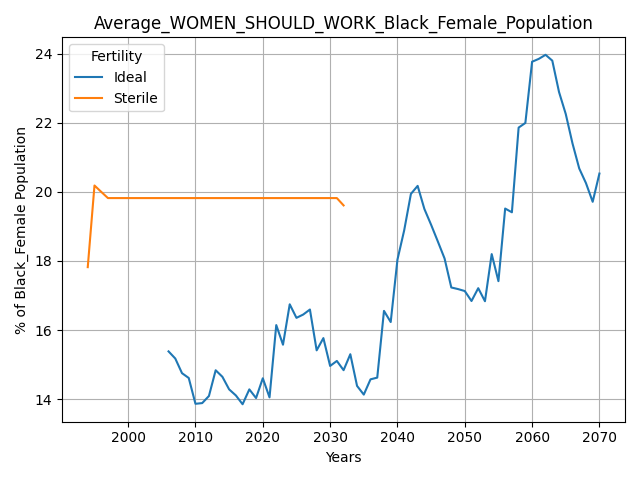 Average_WOMEN_SHOULD_WORK_Black_Female_Population
Fertility
Ideal
Sterile
% of Black_Female Population
24
22
20
18
16
14
2000 2010 2020 2030 2040 2050 2060 2070
Years